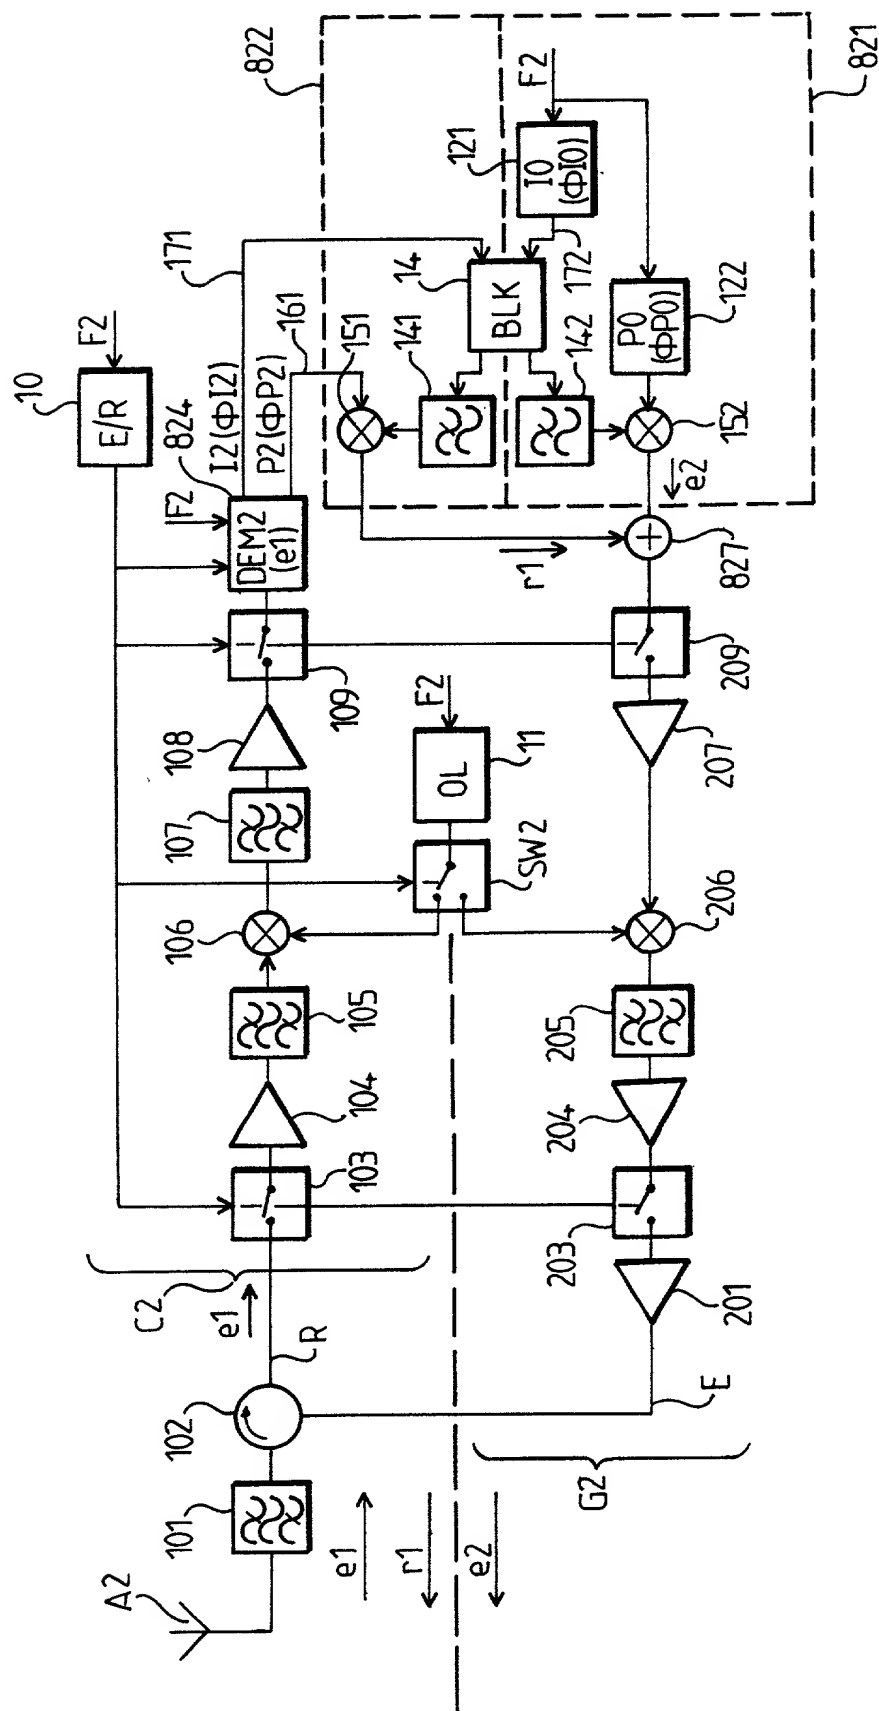 A2
101
102
C2
e1
R
103
104
105
106
107
108
109
10
E/R
F2
F2
824
DEM2
(e1)
I2(ΦI2)
P2(ΦP2)
171
161
822
151
141
14
BLK
121
I0
(ΦI0)
F2
172
142
P0
(ΦP0)
122
152
821
e2
r1
827
F2
OL
11
SW2
209
207
206
205
204
203
201
E
G2
e1
r1
e2